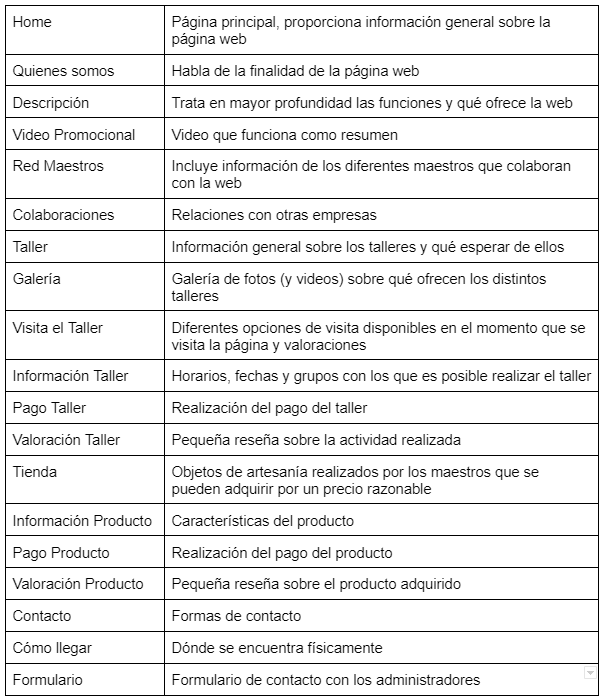 Home
Página principal, proporciona información general sobre la
página web
Quienes somos
Habla de la finalidad de la página web
Descripción
Trata en mayor profundidad las funciones y qué ofrece la web
Video Promocional
Video que funciona como resumen
Red Maestros
Incluye información de los diferentes maestros que colaboran
con la web
Colaboraciones
Relaciones con otras empresas
Taller
Información general sobre los talleres y qué esperar de ellos
Galería
Galería de fotos (y videos) sobre qué ofrecen los distintos
talleres
Visita el Taller
Diferentes opciones de visita disponibles en el momento que se
visita la página y valoraciones
Información Taller
Horarios, fechas y grupos con los que es posible realizar el taller
Pago Taller
Realización del pago del taller
Valoración Taller
Pequeña reseña sobre la actividad realizada
Tienda
Objetos de artesanía realizados por los maestros que se
pueden adquirir por un precio razonable
Información Producto
Características del producto
Pago Producto
Realización del pago del producto
Valoración Producto
Pequeña reseña sobre el producto adquirido
Contacto
Formas de contacto
Cómo llegar
Dónde se encuentra físicamente
Formulario
Formulario de contacto con los administradores